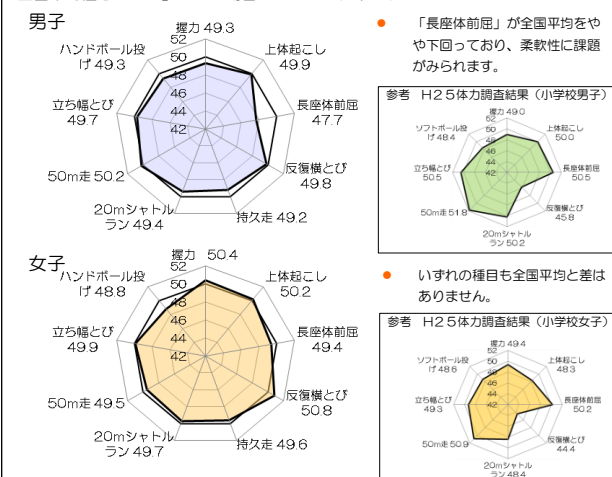 男子
握力 49.3
ハンドボール投
げ 49.3
上体起こし
49.9
立ち幅とび
49.7
長座体前屈
47.7
50m走 50.2
反復横とび
49.8
20mシャトル
ラン 49.4
持久走 49.2
52
50
48
46
44
42
● 「長座体前屈」が全国平均をや
や下回っており、柔軟性に課題
がみられます。
参考 H25体力調査結果(小学校男子)
握力 49.0
ソフトボール投
げ 48.4
上体起こし
50.0
立ち幅とび
50.5
長座体前屈
50.5
50m走 51.8
反復横とび
45.8
20mシャトル
ラン 50.2
52
50
48
46
44
42
女子
握力 50.4
ハンドボール投
げ 48.8
上体起こし
50.2
立ち幅とび
49.9
長座体前屈
49.4
50m走 49.5
反復横とび
50.8
20mシャトル
ラン 49.7
持久走 49.6
52
50
48
46
44
42
● いずれの種目も全国平均と差は
ありません。
参考 H25体力調査結果(小学校女子)
握力 49.4
ソフトボール投
げ 48.6
上体起こし
48.3
立ち幅とび
49.3
長座体前屈
50.2
50m走 50.9
反復横とび
44.4
20mシャトル
ラン 48.4
52
50
48
46
44
42